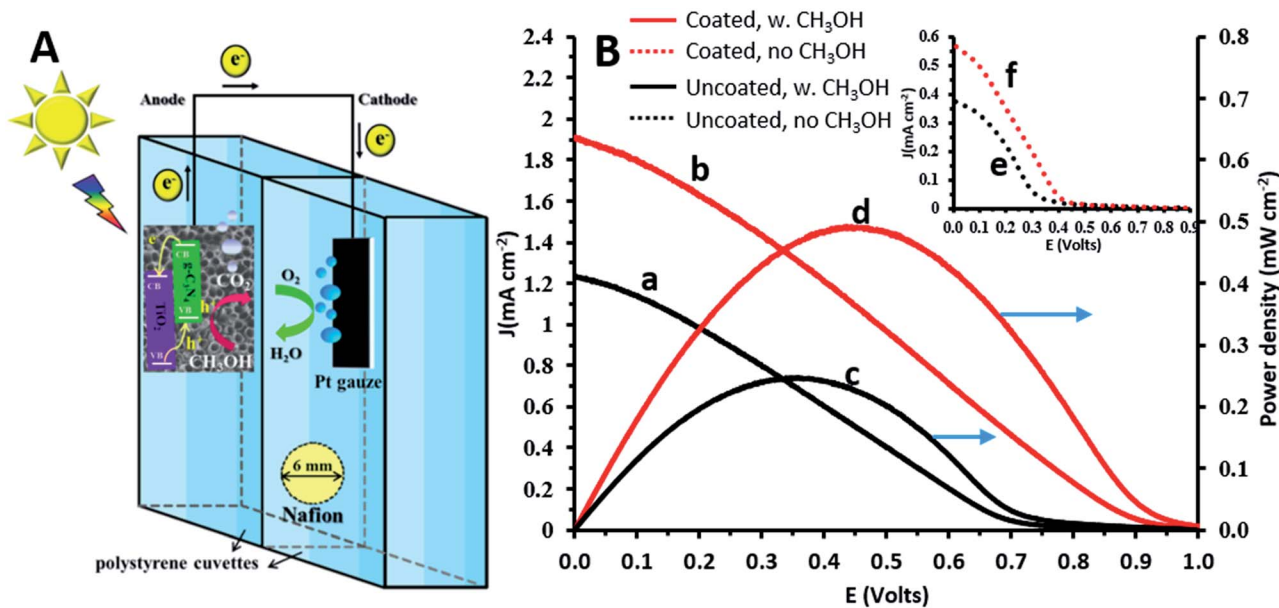 A
e⁻
Anode
Cathode
e⁻
e⁻
e⁻
CB
CB
g-C₃N₄
TiO₂
VB
VB
h⁺
h⁺
CO₂
CH₃OH
O₂
H₂O
Pt gauze
6 mm
Nafion
polystyrene cuvettes
B
Coated, w. CH₃OH
Coated, no CH₃OH
Uncoated, w. CH₃OH
Uncoated, no CH₃OH
2.4
2.2
2
1.8
1.6
1.4
1.2
1
0.8
0.6
0.4
0.2
0
J(mA cm⁻²)
0.0 0.1 0.2 0.3 0.4 0.5 0.6 0.7 0.8 0.9 1.0
E (Volts)
0.8
0.7
0.6
0.5
0.4
0.3
0.2
0.1
0.0
Power density (mW cm⁻²)
a
b
c
d
0.6
0.5
0.4
0.3
0.2
0.1
0
J(mA cm⁻²)
f
e
0.0 0.1 0.2 0.3 0.4 0.5 0.6 0.7 0.8 0.9
E (Volts)